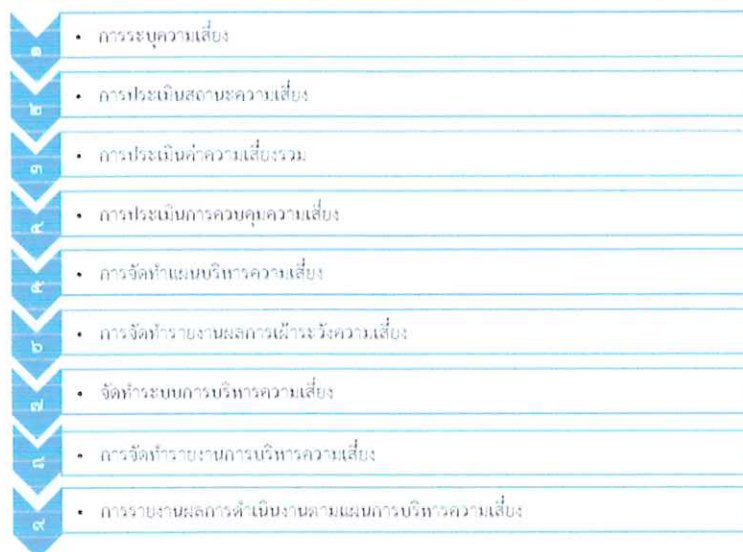 ๑ • การระบุความเสี่ยง
๒ • การประเมินสถานะความเสี่ยง
๓ • การประเมินค่าความเสี่ยงรวม
๔ • การประเมินการควบคุมความเสี่ยง
๕ • การจัดทำแผนบริหารความเสี่ยง
๖ • การจัดทำรายงานผลการเฝ้าระวังความเสี่ยง
๗ • จัดทำระบบการบริหารความเสี่ยง
๘ • การจัดทำรายงานการบริหารความเสี่ยง
๙ • การรายงานผลการดำเนินงานตามแผนการบริหารความเสี่ยง